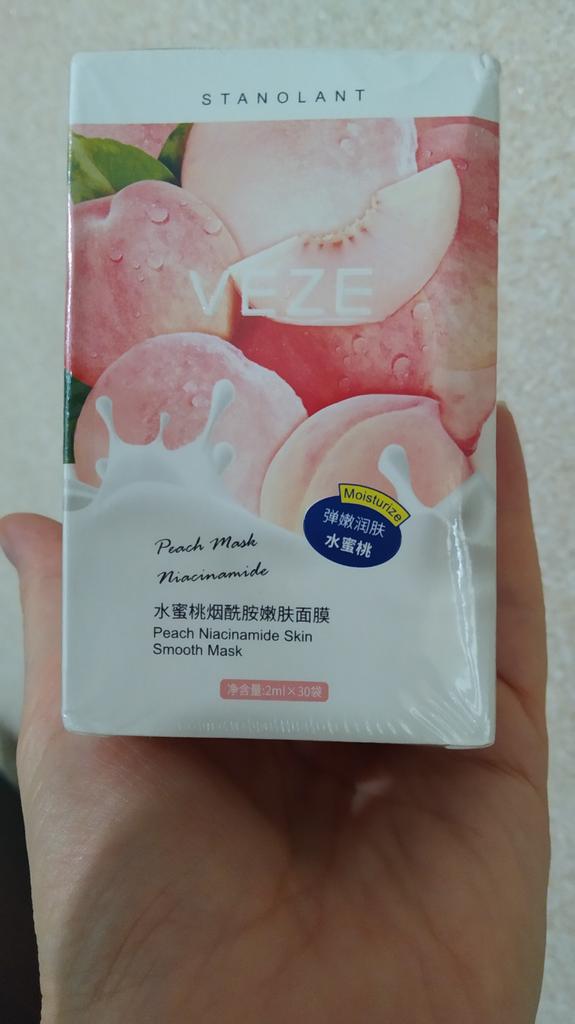 STANOLANT
VEZE
Moisturize
弹嫩润肤
水蜜桃
Peach Mask
Niacinamide
水蜜桃烟酰胺嫩肤面膜
Peach Niacinamide Skin
Smooth Mask
净含量:2ml×30袋